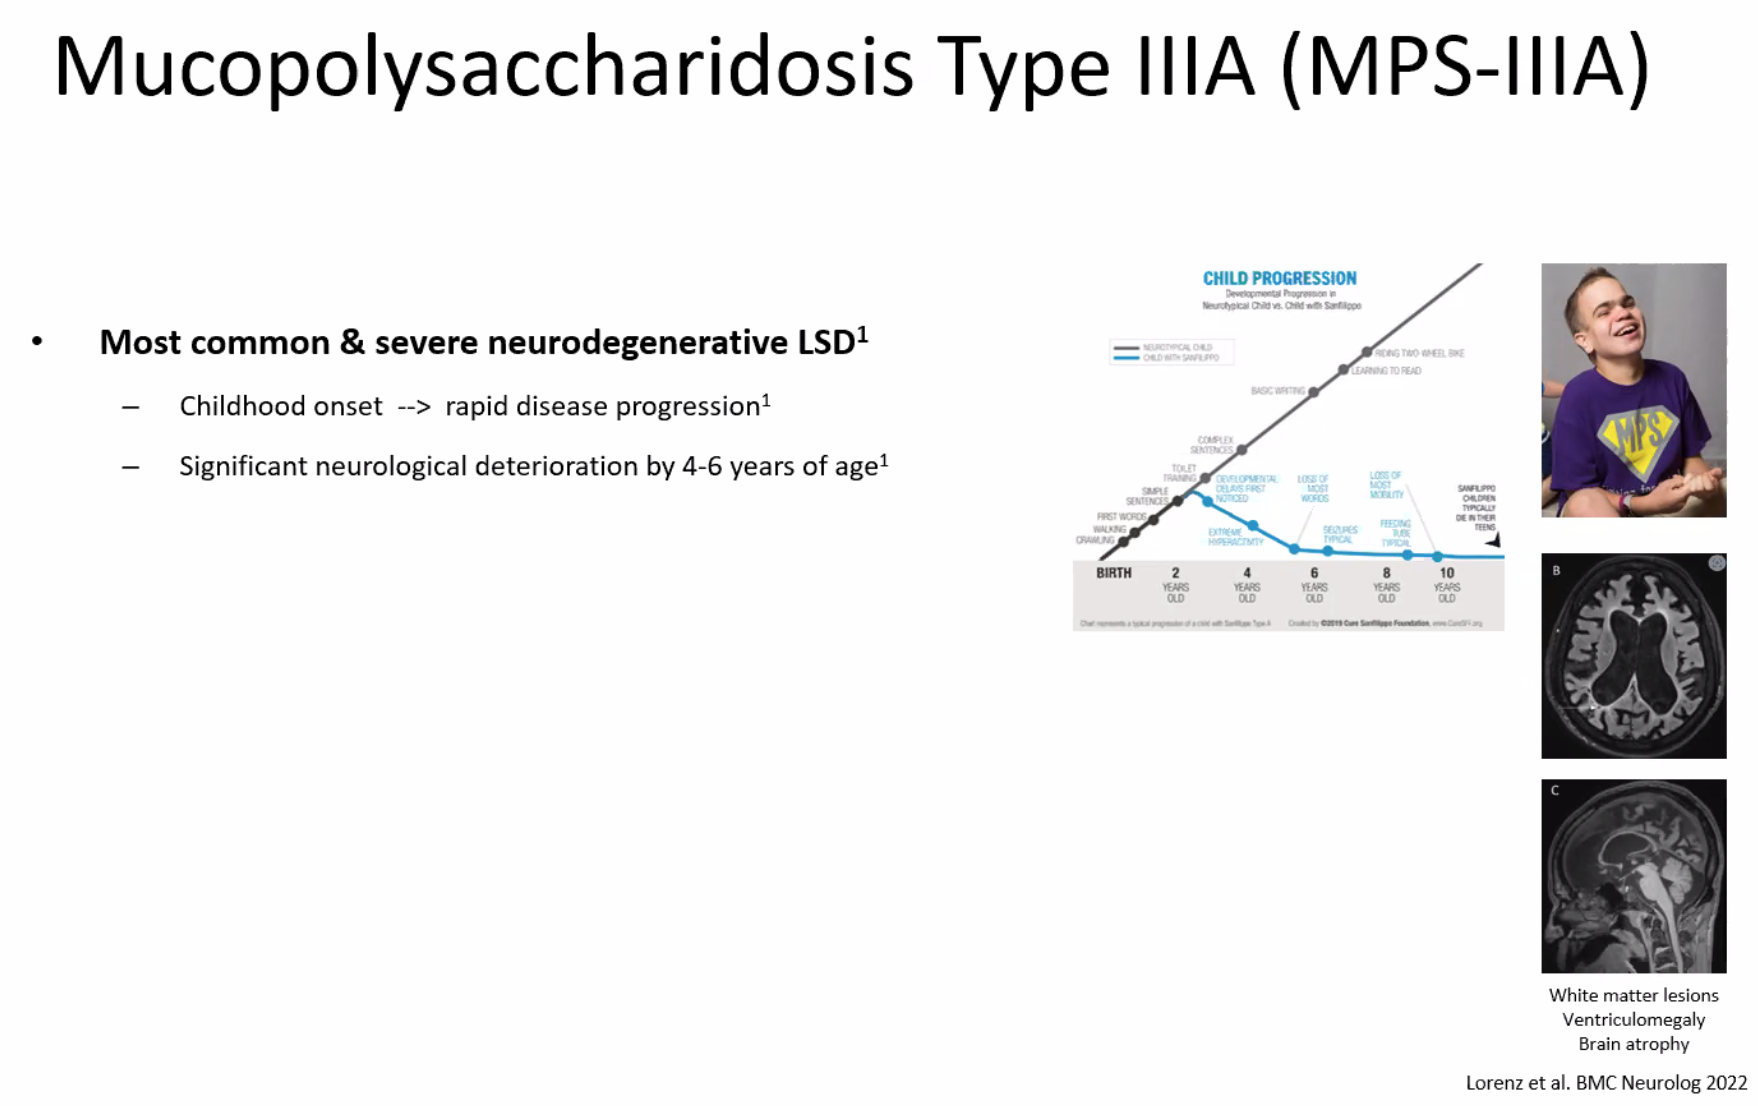 Mucopolysaccharidosis Type IIIA (MPS-IIIA)
• Most common & severe neurodegenerative LSD¹
– Childhood onset --> rapid disease progression¹
– Significant neurological deterioration by 4-6 years of age¹
CHILD PROGRESSION
Developmental Progression in
Neurotypical Child vs. Child with Sanfilippo
NEUROTYPICAL CHILD
CHILD WITH SANFILIPPO
RIDING TWO-WHEEL BIKE
LEARNING TO READ
BASIC WRITING
COMPLEX
SENTENCES
TOILET
TRAINING
SIMPLE
SENTENCES
FIRST WORDS
WALKING
CRAWLING
DEVELOPMENTAL
DELAYS FIRST
NOTICED
EXTREME
HYPERACTIVITY
LOSS OF
MOST
WORDS
SEIZURES
TYPICAL
LOSS OF
MOST
MOBILITY
FEEDING
TUBE
TYPICAL
SANFILIPPO
CHILDREN
TYPICALLY
DIE IN THEIR
TEENS
BIRTH
2
YEARS
OLD
4
YEARS
OLD
6
YEARS
OLD
8
YEARS
OLD
10
YEARS
OLD
Chart represents a typical progression of a child with Sanfilippo Type A
Created by ©2019 Cure Sanfilippo Foundation, www.CureSFF.org
MPS
B
C
White matter lesions
Ventriculomegaly
Brain atrophy
Lorenz et al. BMC Neurolog 2022